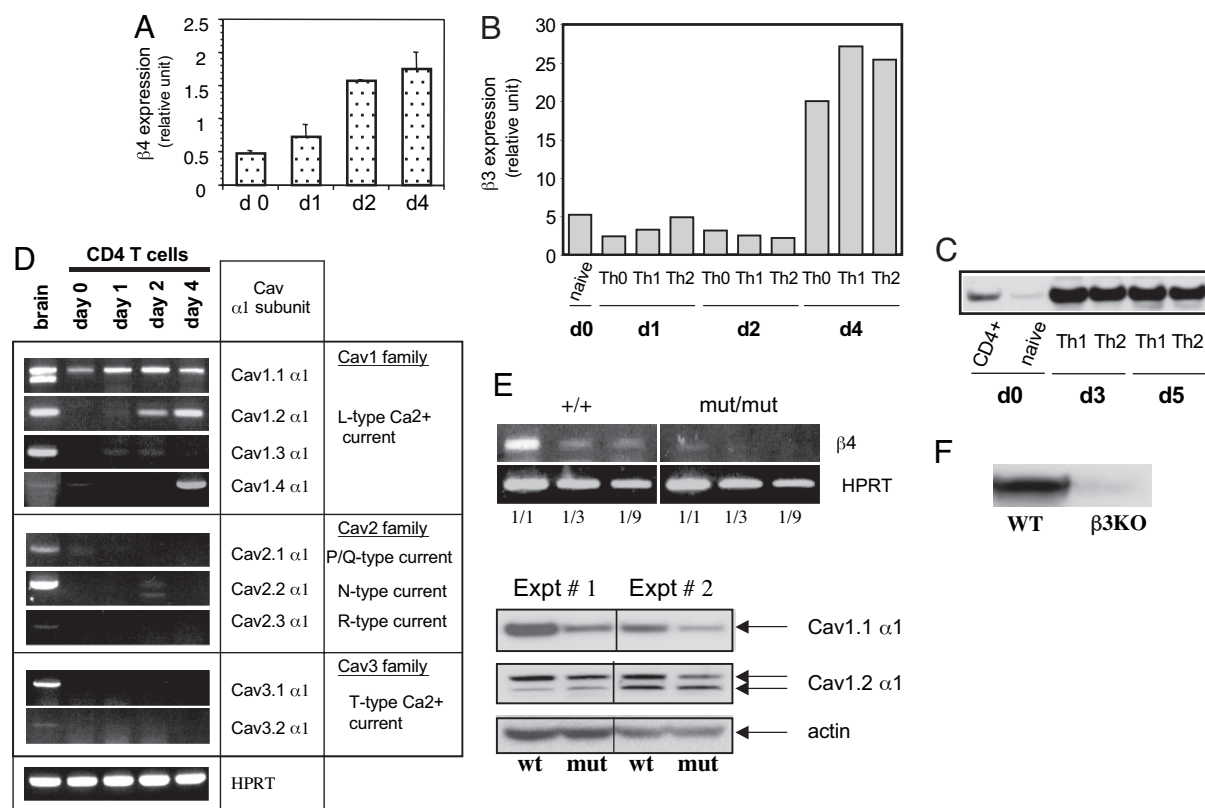 A
β4 expression
(relative unit)
2.5
2
1.5
1
0.5
0
d 0 d1 d2 d4
B
β3 expression
(relative unit)
30
25
20
15
10
5
0
naive Th0 Th1 Th2 Th0 Th1 Th2 Th0 Th1 Th2
d0 d1 d2 d4
C
CD4+ naive Th1 Th2 Th1 Th2
d0 d3 d5
D
CD4 T cells
brain day 0 day 1 day 2 day 4
Cav
α1 subunit
Cav1 family
Cav1.1 α1
Cav1.2 α1
L-type Ca2+
current
Cav1.3 α1
Cav1.4 α1
Cav2 family
Cav2.1 α1 P/Q-type current
Cav2.2 α1 N-type current
Cav2.3 α1 R-type current
Cav3 family
Cav3.1 α1
T-type Ca2+
current
Cav3.2 α1
HPRT
E
+/+ mut/mut
β4
HPRT
1/1 1/3 1/9 1/1 1/3 1/9
Expt # 1 Expt # 2
Cav1.1 α1
Cav1.2 α1
actin
wt mut wt mut
F
WT β3KO